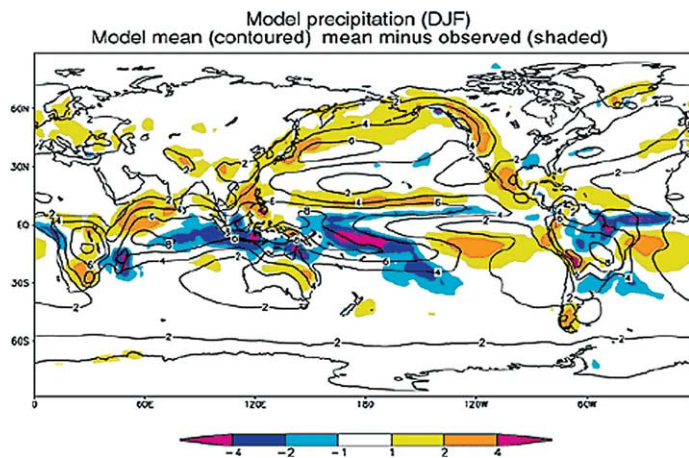 Model precipitation (DJF)
Model mean (contoured) mean minus observed (shaded)
60N
30N
EQ
30S
60S
0 60E 120E 180 120W 60W
-4 -2 -1 1 2 4